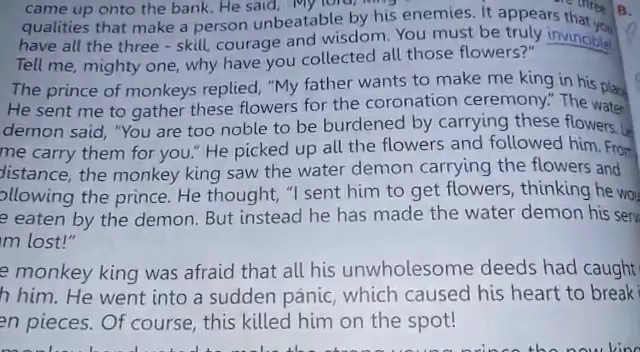 came up onto the bank. He said, "My lord,
three B.
qualities that make a person unbeatable by his enemies. It appears that you
have all the three - skill, courage and wisdom. You must be truly invincible!
Tell me, mighty one, why have you collected all those flowers?"
The prince of monkeys replied, "My father wants to make me king in his plac
He sent me to gather these flowers for the coronation ceremony." The water
demon said, "You are too noble to be burdened by carrying these flowers. Le
me carry them for you." He picked up all the flowers and followed him. From
distance, the monkey king saw the water demon carrying the flowers and
ollowing the prince. He thought, "I sent him to get flowers, thinking he wou
e eaten by the demon. But instead he has made the water demon his serv
am lost!"
e monkey king was afraid that all his unwholesome deeds had caught
h him. He went into a sudden panic, which caused his heart to break i
en pieces. Of course, this killed him on the spot!